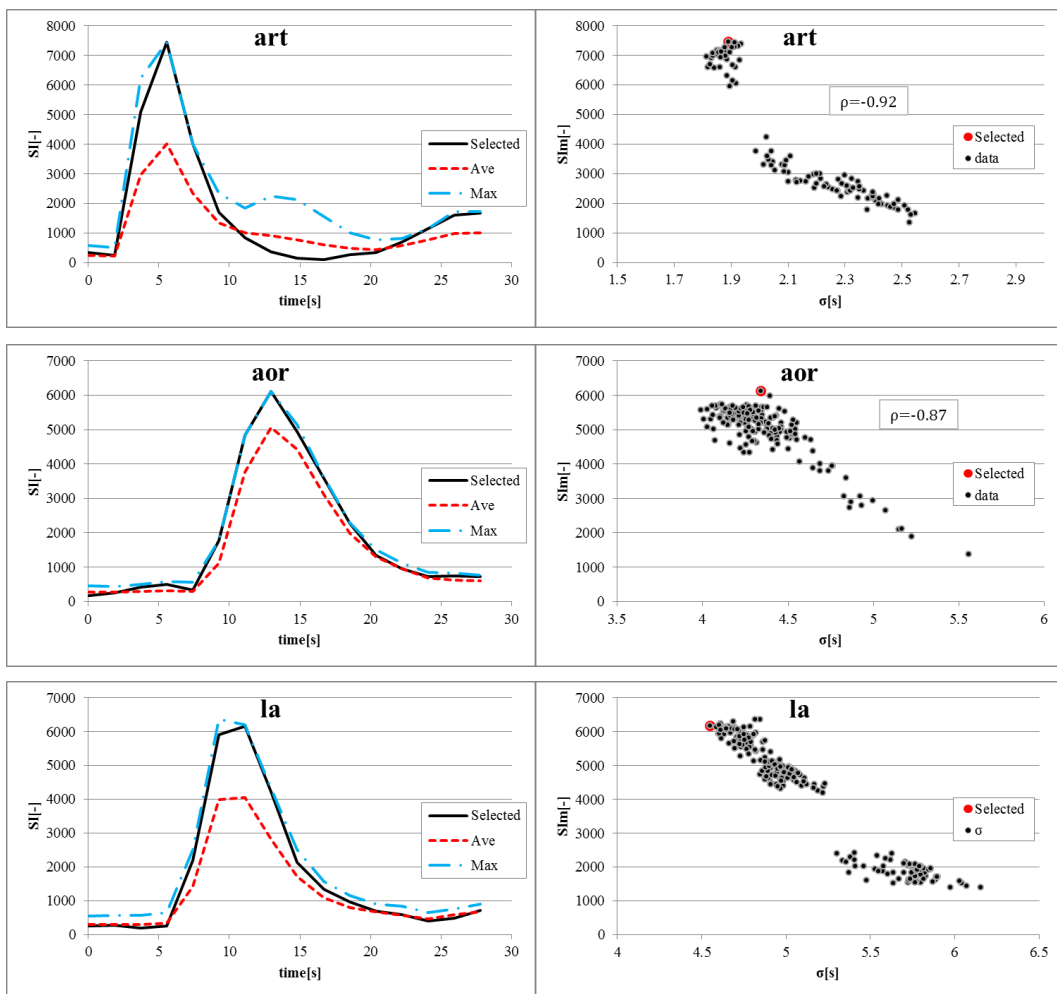 art
8000
7000
6000
5000
4000
3000
2000
1000
0
SI[-]
0 5 10 15 20 25 30
time[s]
Selected
Ave
Max
art
8000
7000
6000
5000
4000
3000
2000
1000
0
SIm[-]
ρ=-0.92
Selected
data
1.5 1.7 1.9 2.1 2.3 2.5 2.7 2.9
σ[s]
aor
7000
6000
5000
4000
3000
2000
1000
0
SI[-]
0 5 10 15 20 25 30
time[s]
Selected
Ave
Max
aor
7000
6000
5000
4000
3000
2000
1000
0
SIm[-]
ρ=-0.87
Selected
data
3.5 4 4.5 5 5.5 6
σ[s]
la
7000
6000
5000
4000
3000
2000
1000
0
SI[-]
0 5 10 15 20 25 30
time[s]
Selected
Ave
Max
la
7000
6000
5000
4000
3000
2000
1000
0
SIm[-]
Selected
σ
4 4.5 5 5.5 6 6.5
σ[s]